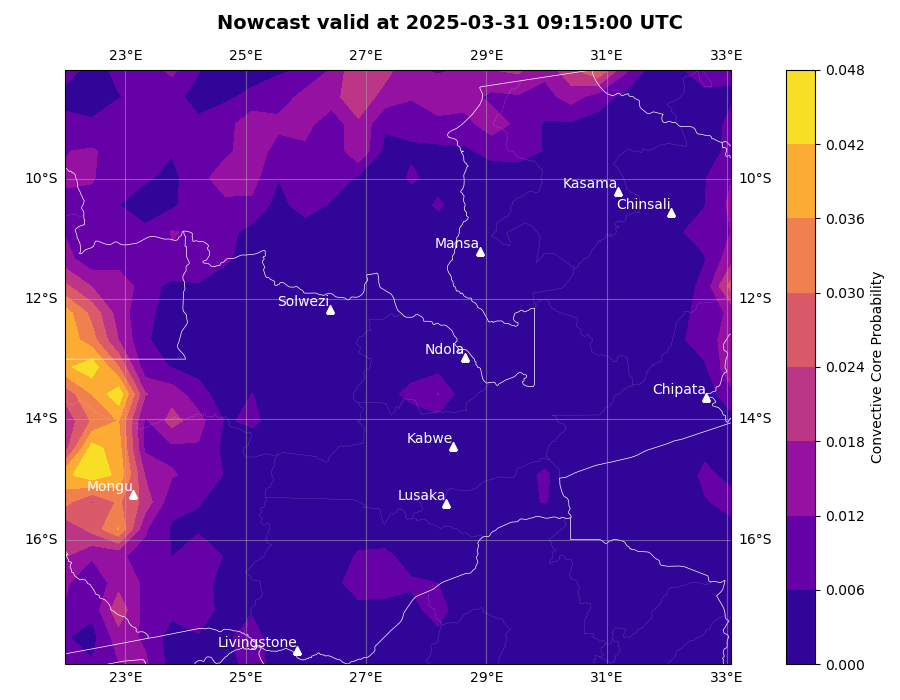 Nowcast valid at 2025-03-31 09:15:00 UTC
23°E 25°E 27°E 29°E 31°E 33°E
0.048
0.042
10°S 10°S
Kasama
Chinsali
0.036
Mansa
0.030
12°S 12°S
Solwezi
Ndola
0.024
Chipata
14°S 14°S
Kabwe
0.018
Mongu
Lusaka
0.012
16°S 16°S
0.006
Livingstone
0.000
23°E 25°E 27°E 29°E 31°E 33°E
Convective Core Probability